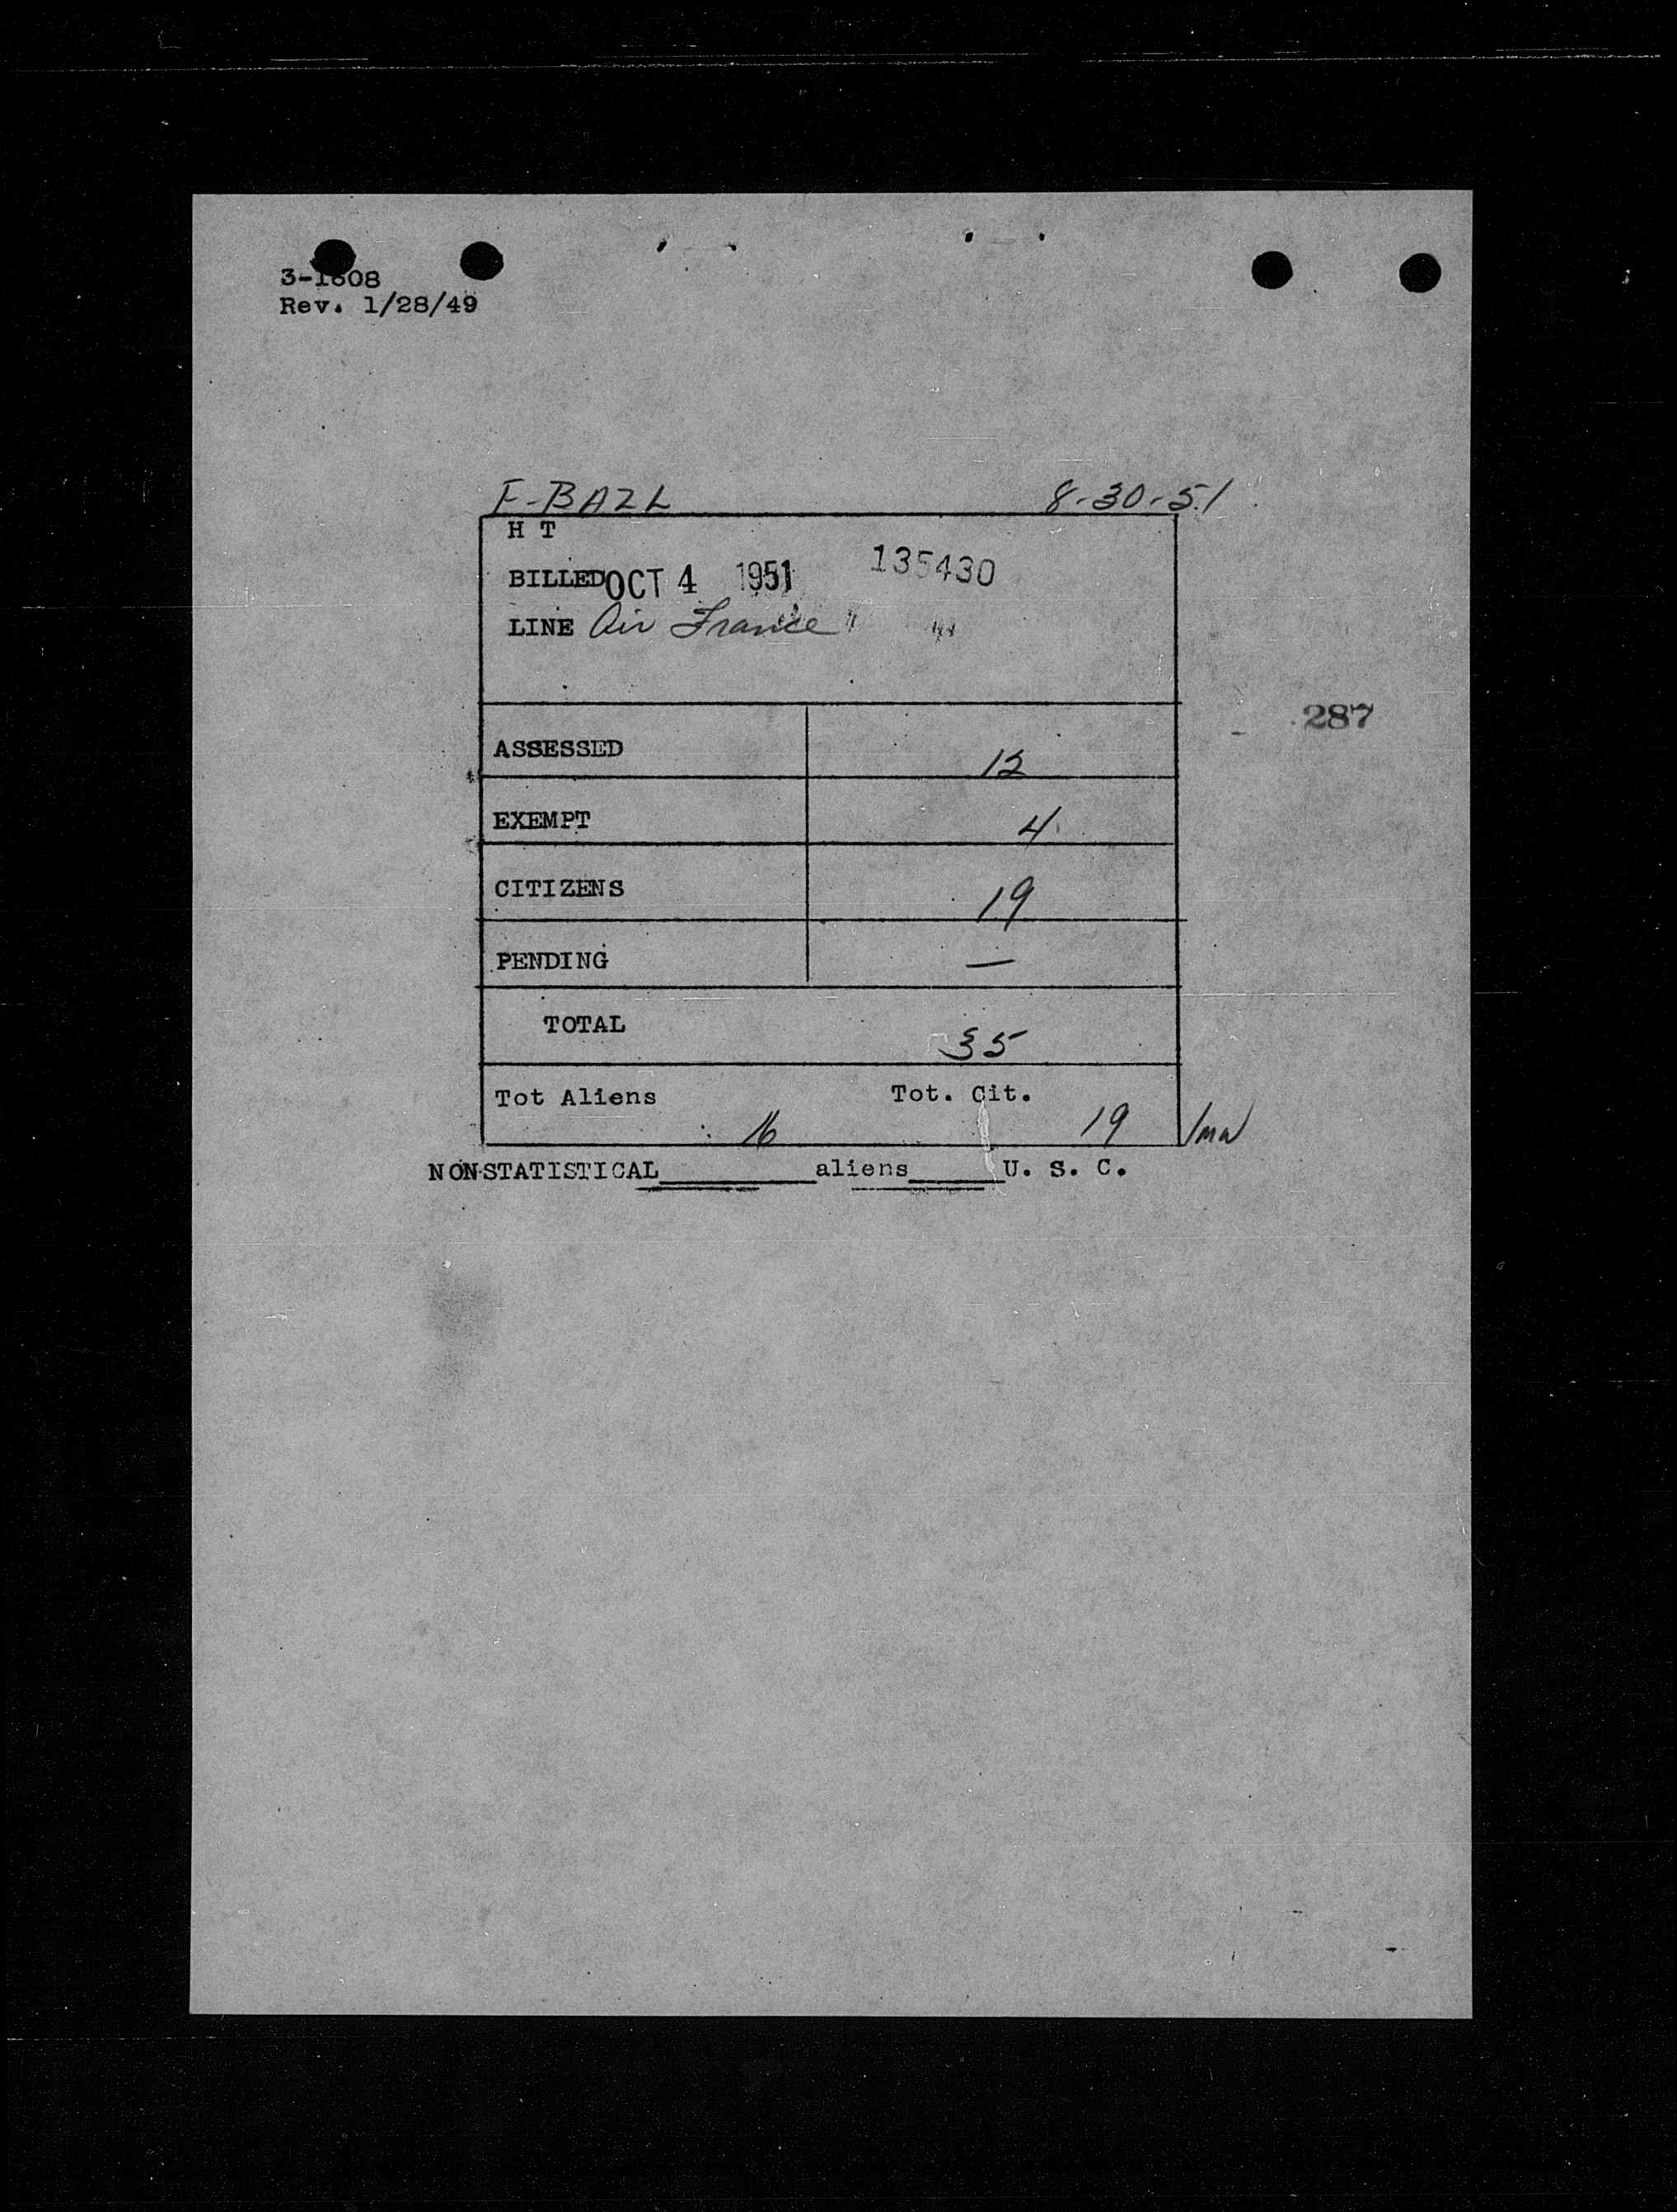 3-1608
Rev. 1/28/49
F-BAZL 8-30-51
H T
BILLED OCT 4 1951 135430
LINE Air France
287
ASSESSED 12
EXEMPT 4
CITIZENS 19
PENDING —
TOTAL 35
Tot Aliens 16 Tot. Cit. 19
NON-STATISTICAL aliens U. S. C.